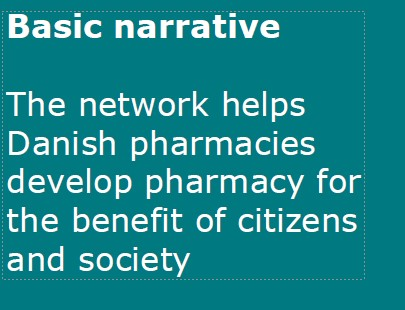 Basic narrative
The network helps
Danish pharmacies
develop pharmacy for
the benefit of citizens
and society